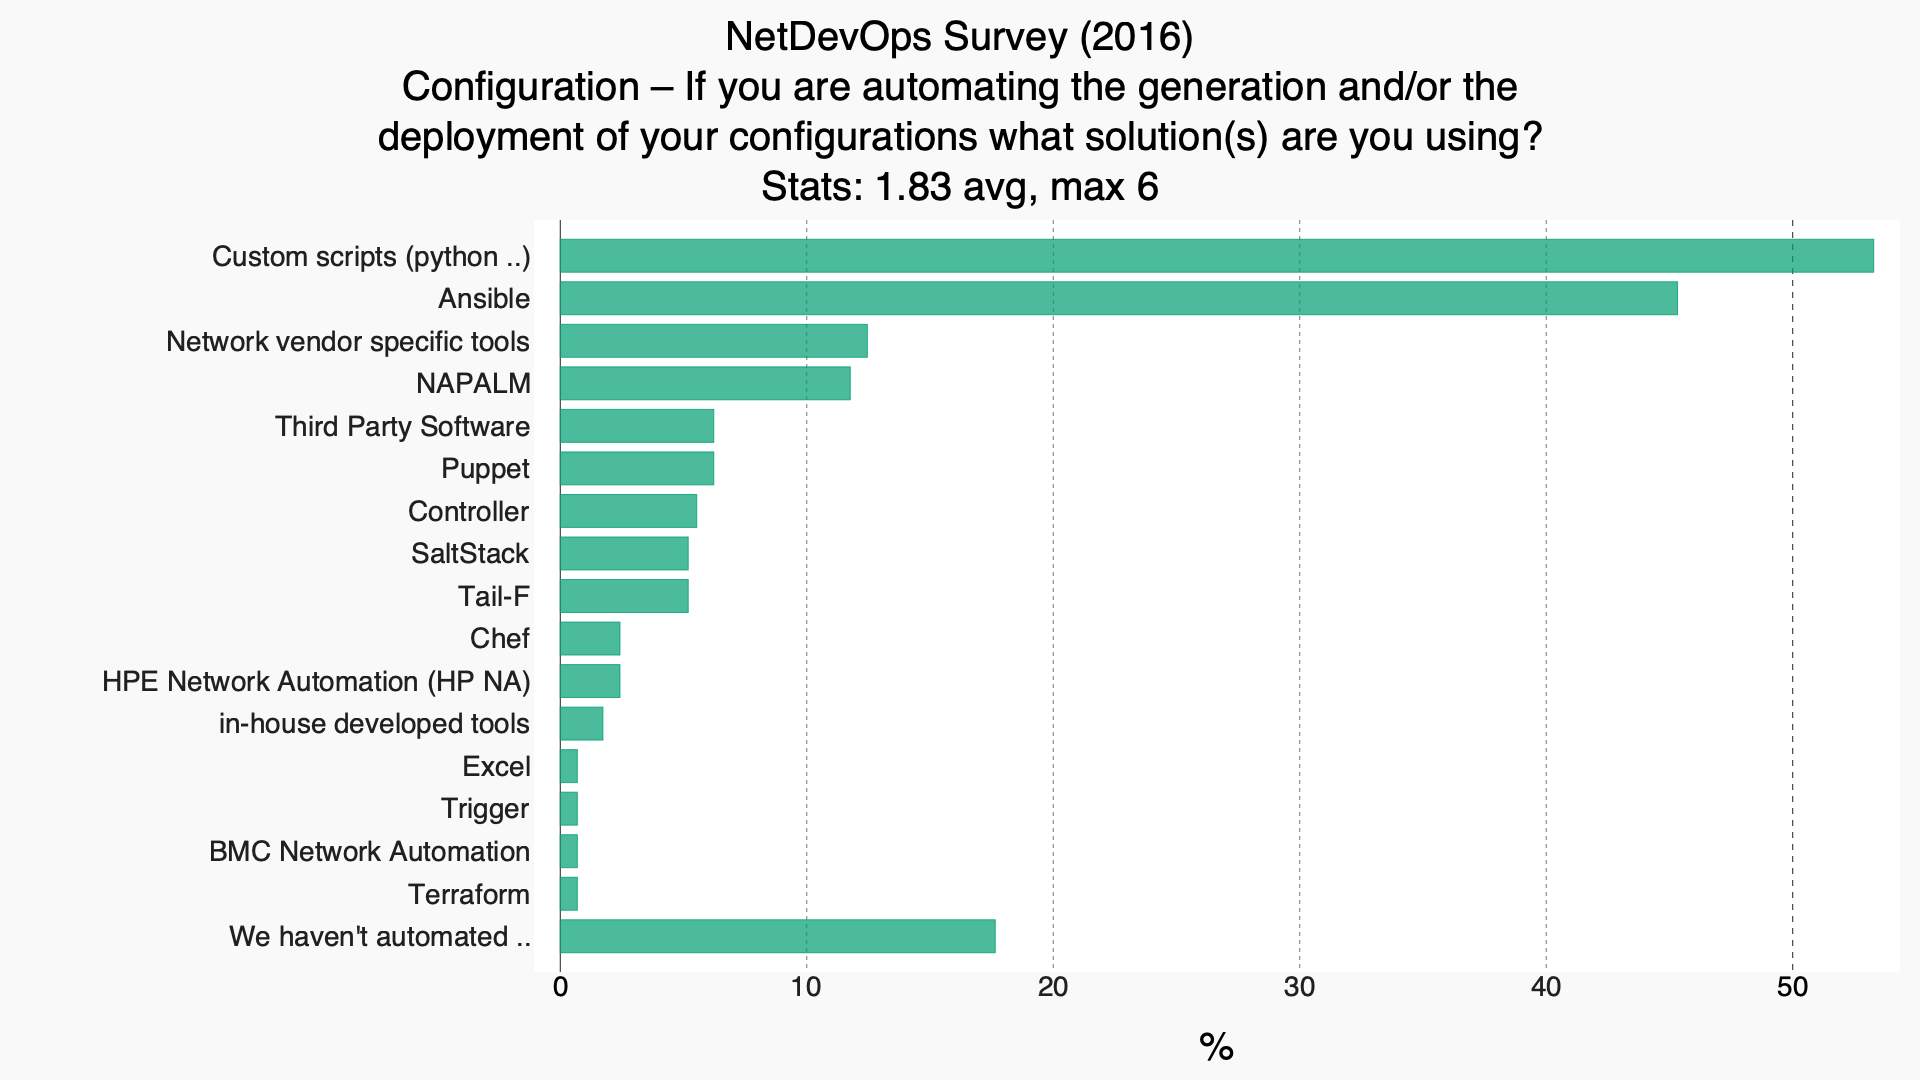 NetDevOps Survey (2016)
Configuration – If you are automating the generation and/or the
deployment of your configurations what solution(s) are you using?
Stats: 1.83 avg, max 6
Custom scripts (python ..)
Ansible
Network vendor specific tools
NAPALM
Third Party Software
Puppet
Controller
SaltStack
Tail-F
Chef
HPE Network Automation (HP NA)
in-house developed tools
Excel
Trigger
BMC Network Automation
Terraform
We haven't automated ..
0 10 20 30 40 50
%